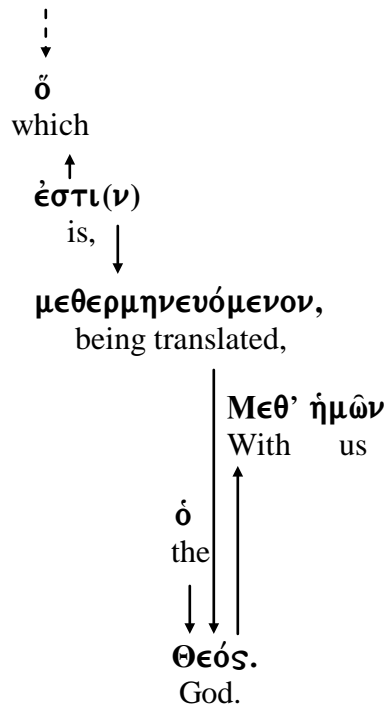 ὅ
which
ἐστι(ν)
is,
μεθερμηνευόμενον,
being translated,
Μεθ’ ἡμῶν
With us
ὁ
the
Θεός.
God.